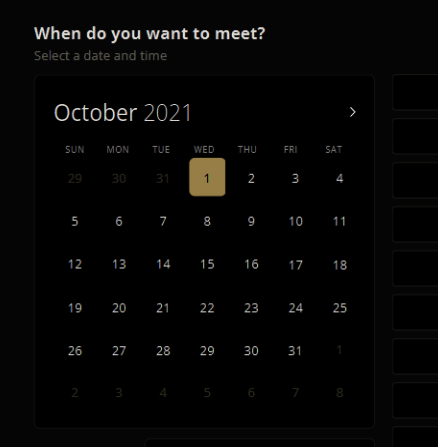 When do you want to meet?
Select a date and time
October 2021
SUN MON TUE WED THU FRI SAT
29 30 31 1 2 3 4
5 6 7 8 9 10 11
12 13 14 15 16 17 18
19 20 21 22 23 24 25
26 27 28 29 30 31 1
2 3 4 5 6 7 8